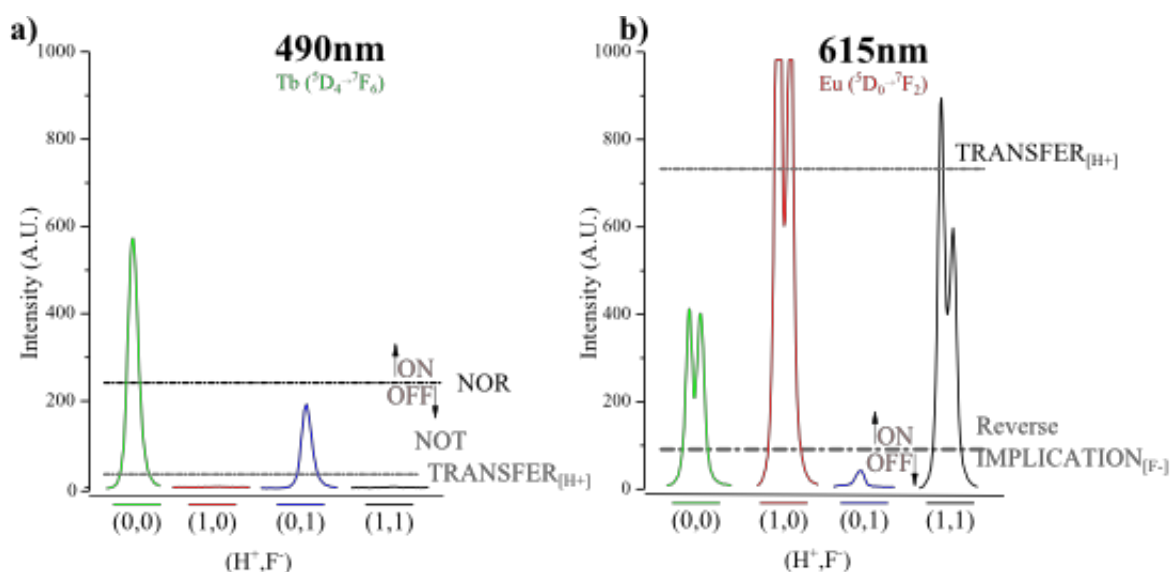 a)
490nm
Tb (⁵D₄→⁷F₆)
Intensity (A.U.)
1000
800
600
400
200
0
ON
OFF
NOR
NOT
TRANSFER[H+]
(0,0) (1,0) (0,1) (1,1)
(H⁺,F⁻)
b)
615nm
Eu (⁵D₀→⁷F₂)
Intensity (A.U.)
1000
800
600
400
200
0
TRANSFER[H+]
ON
OFF
Reverse
IMPLICATION[F-]
(0,0) (1,0) (0,1) (1,1)
(H⁺,F⁻)